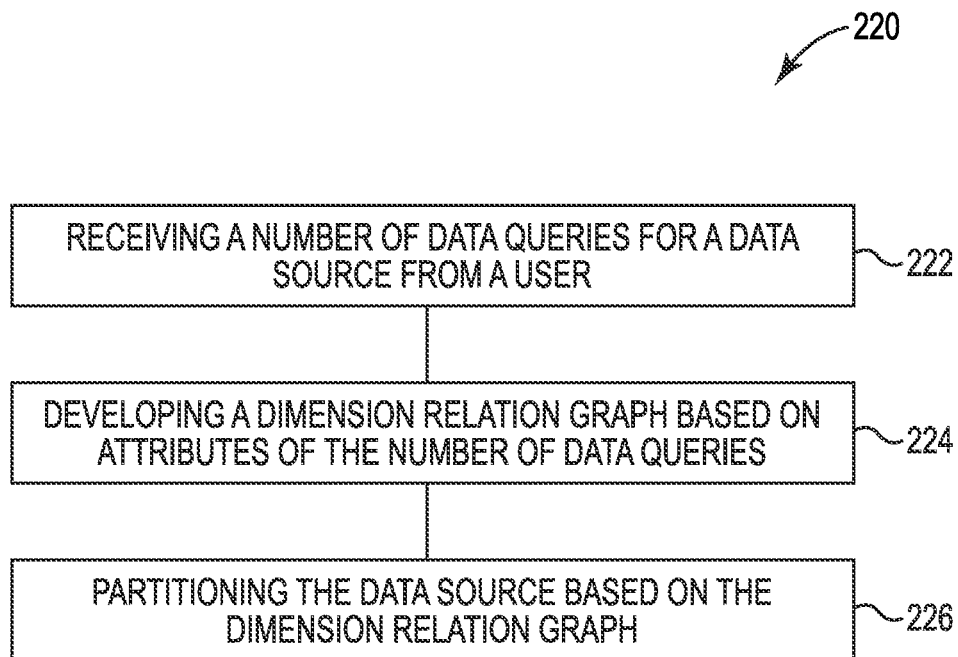 220
RECEIVING A NUMBER OF DATA QUERIES FOR A DATA
SOURCE FROM A USER
222
DEVELOPING A DIMENSION RELATION GRAPH BASED ON
ATTRIBUTES OF THE NUMBER OF DATA QUERIES
224
PARTITIONING THE DATA SOURCE BASED ON THE
DIMENSION RELATION GRAPH
226